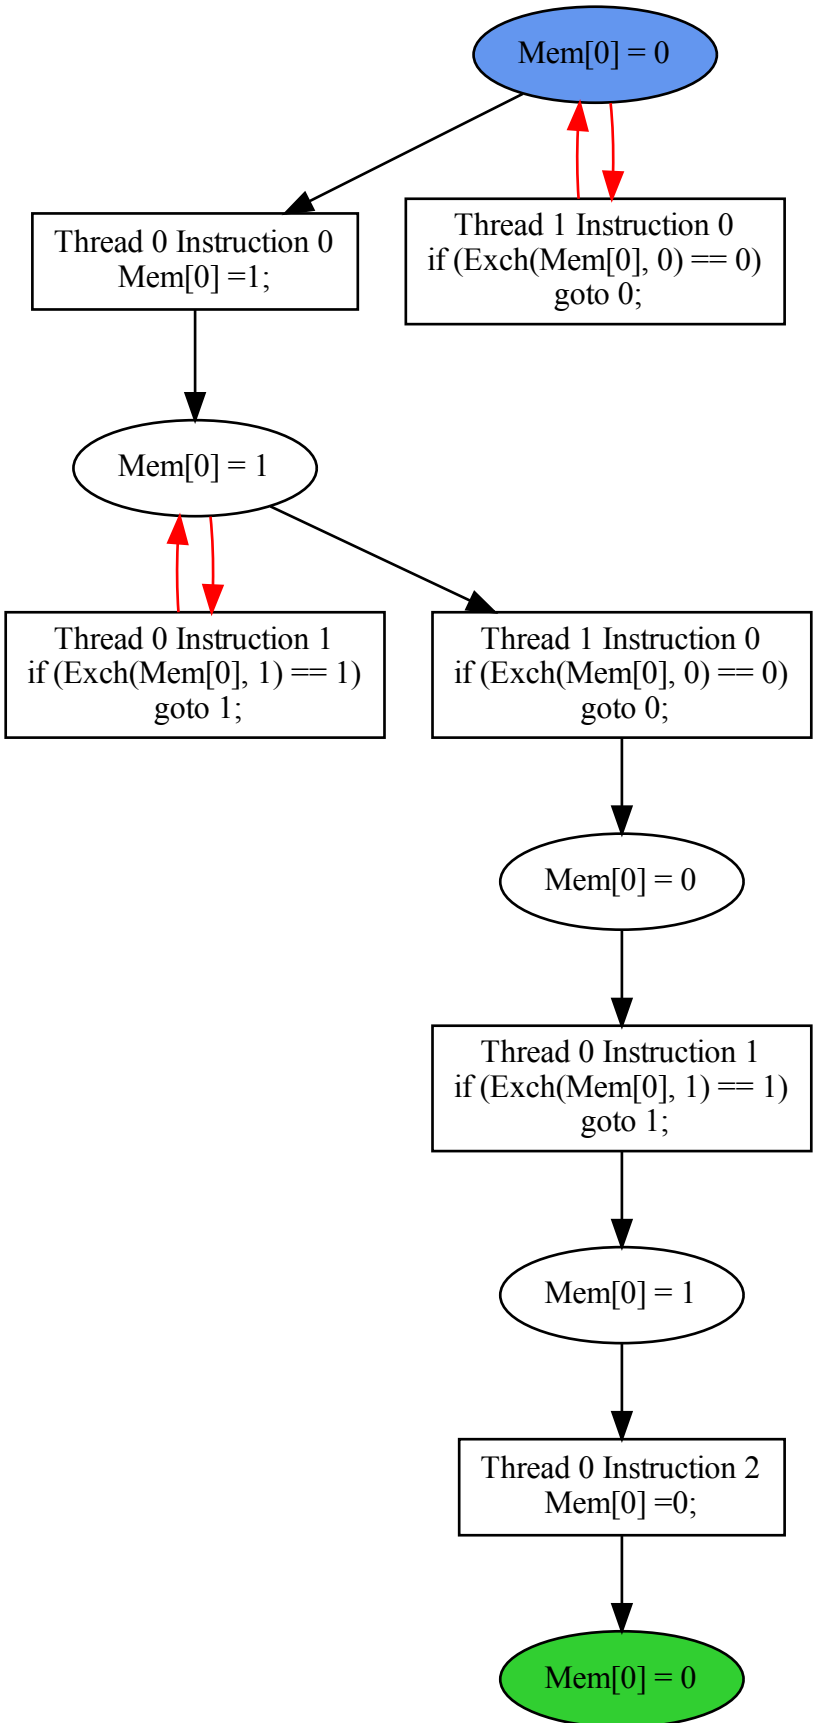 Mem[0] = 0
Thread 0 Instruction 0
Mem[0] =1;
Thread 1 Instruction 0
if (Exch(Mem[0], 0) == 0)
goto 0;
Mem[0] = 1
Thread 0 Instruction 1
if (Exch(Mem[0], 1) == 1)
goto 1;
Thread 1 Instruction 0
if (Exch(Mem[0], 0) == 0)
goto 0;
Mem[0] = 0
Thread 0 Instruction 1
if (Exch(Mem[0], 1) == 1)
goto 1;
Mem[0] = 1
Thread 0 Instruction 2
Mem[0] =0;
Mem[0] = 0